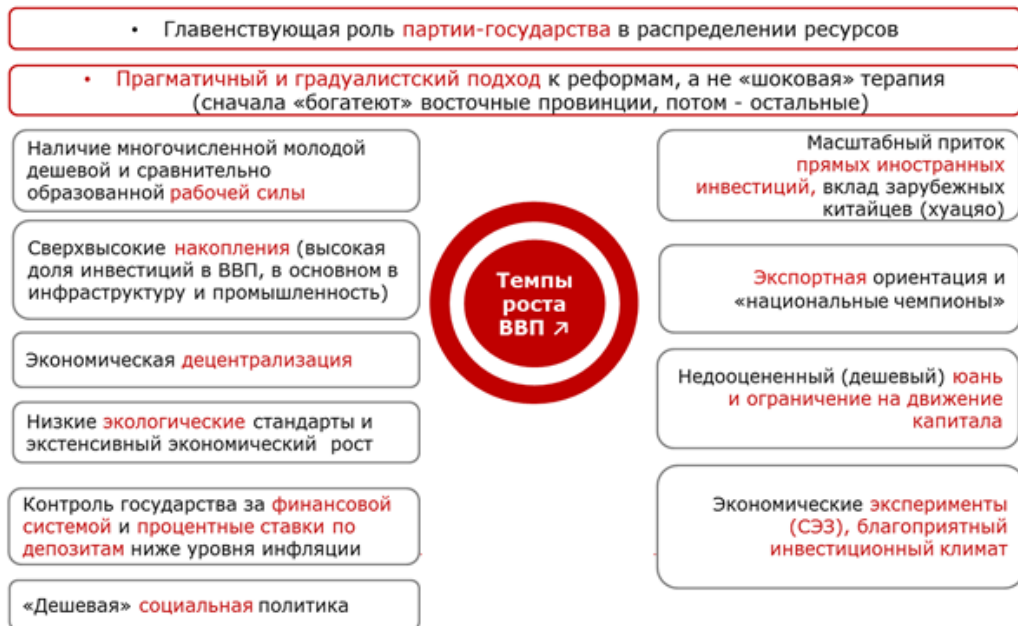 • Главенствующая роль партии-государства в распределении ресурсов
• Прагматичный и градуалистский подход к реформам, а не «шоковая» терапия
(сначала «богатеют» восточные провинции, потом - остальные)
Наличие многочисленной молодой
дешевой и сравнительно
образованной рабочей силы
Сверхвысокие накопления (высокая
доля инвестиций в ВВП, в основном в
инфраструктуру и промышленность)
Экономическая децентрализация
Низкие экологические стандарты и
экстенсивный экономический рост
Контроль государства за финансовой
системой и процентные ставки по
депозитам ниже уровня инфляции
«Дешевая» социальная политика
Темпы
роста
ВВП ↗
Масштабный приток
прямых иностранных
инвестиций, вклад зарубежных
китайцев (хуацяо)
Экспортная ориентация и
«национальные чемпионы»
Недооцененный (дешевый) юань
и ограничение на движение
капитала
Экономические эксперименты
(СЭЗ), благоприятный
инвестиционный климат